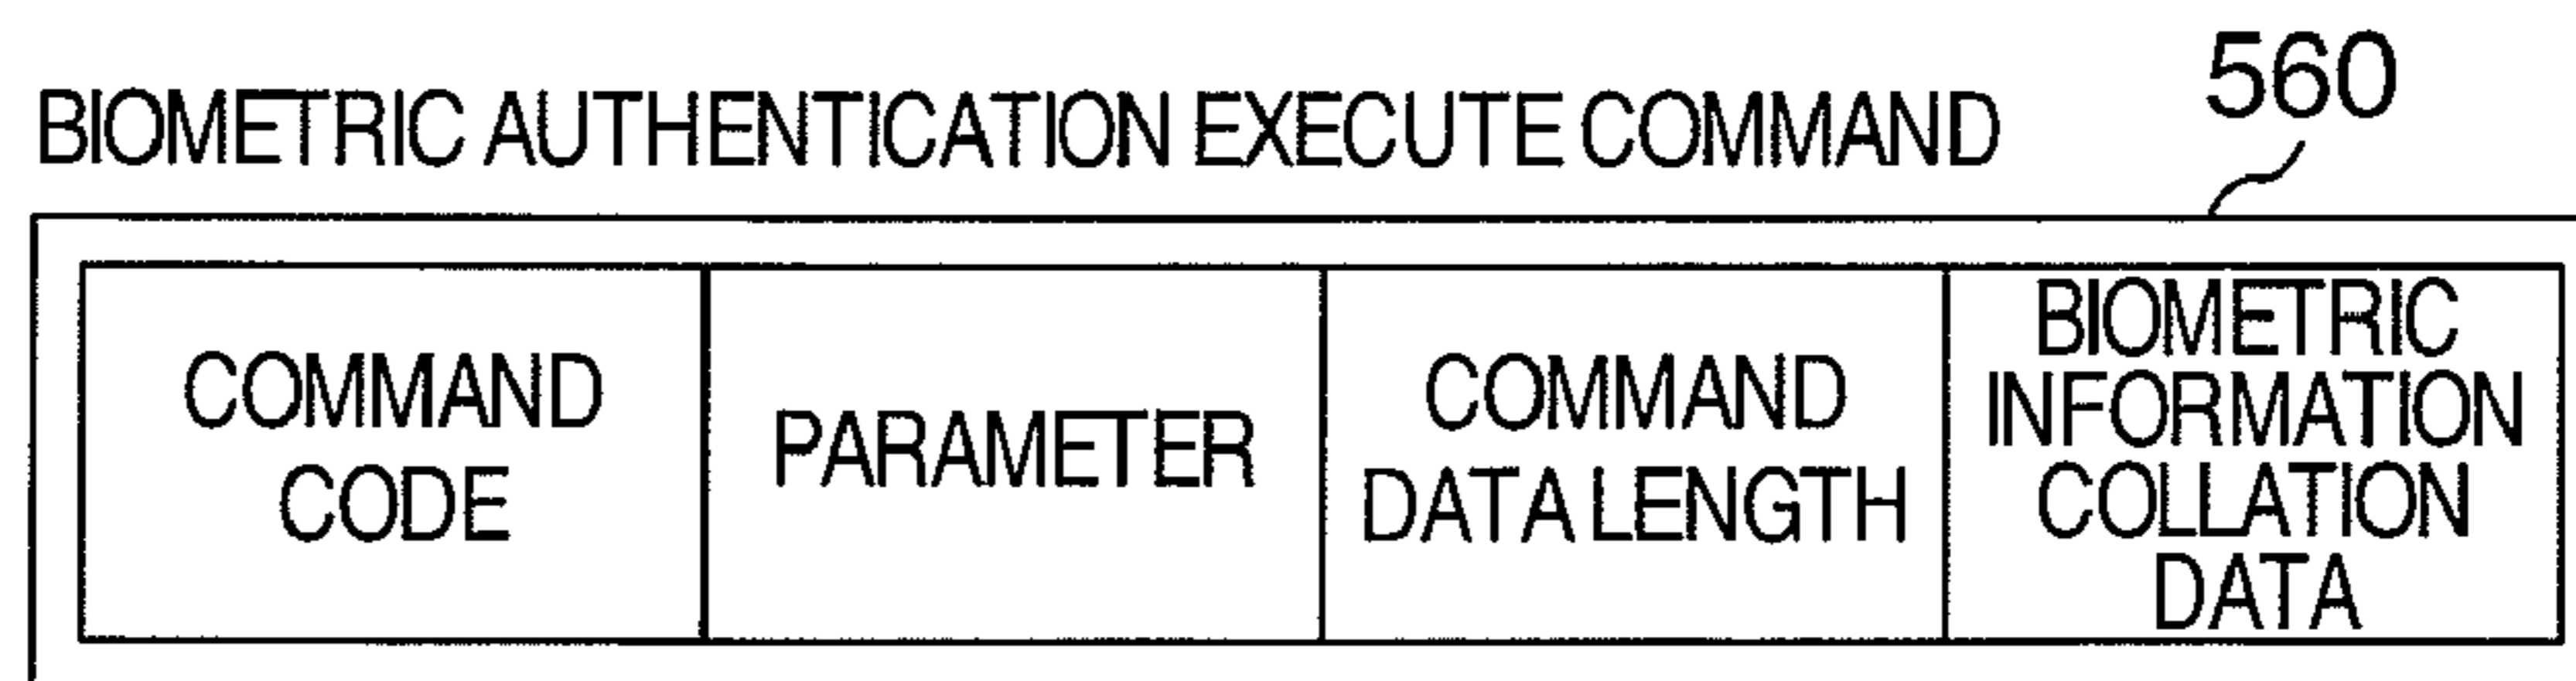 560
BIOMETRIC AUTHENTICATION EXECUTE COMMAND
COMMAND
CODE
PARAMETER
COMMAND
DATA LENGTH
BIOMETRIC
INFORMATION
COLLATION
DATA